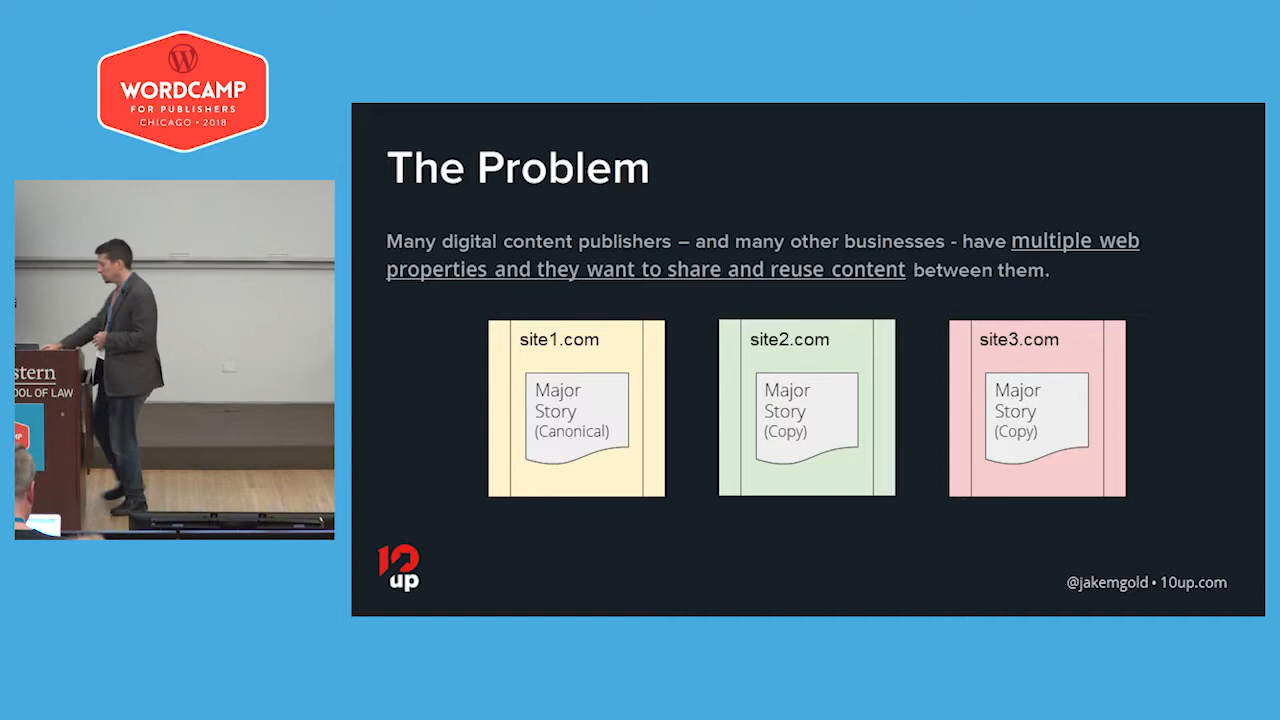 WORDCAMP
FOR PUBLISHERS
CHICAGO • 2018
The Problem
Many digital content publishers – and many other businesses - have multiple web
properties and they want to share and reuse content between them.
site1.com
Major
Story
(Canonical)
site2.com
Major
Story
(Copy)
site3.com
Major
Story
(Copy)
10
up
@jakemgold • 10up.com
stern
OOL OF LAW